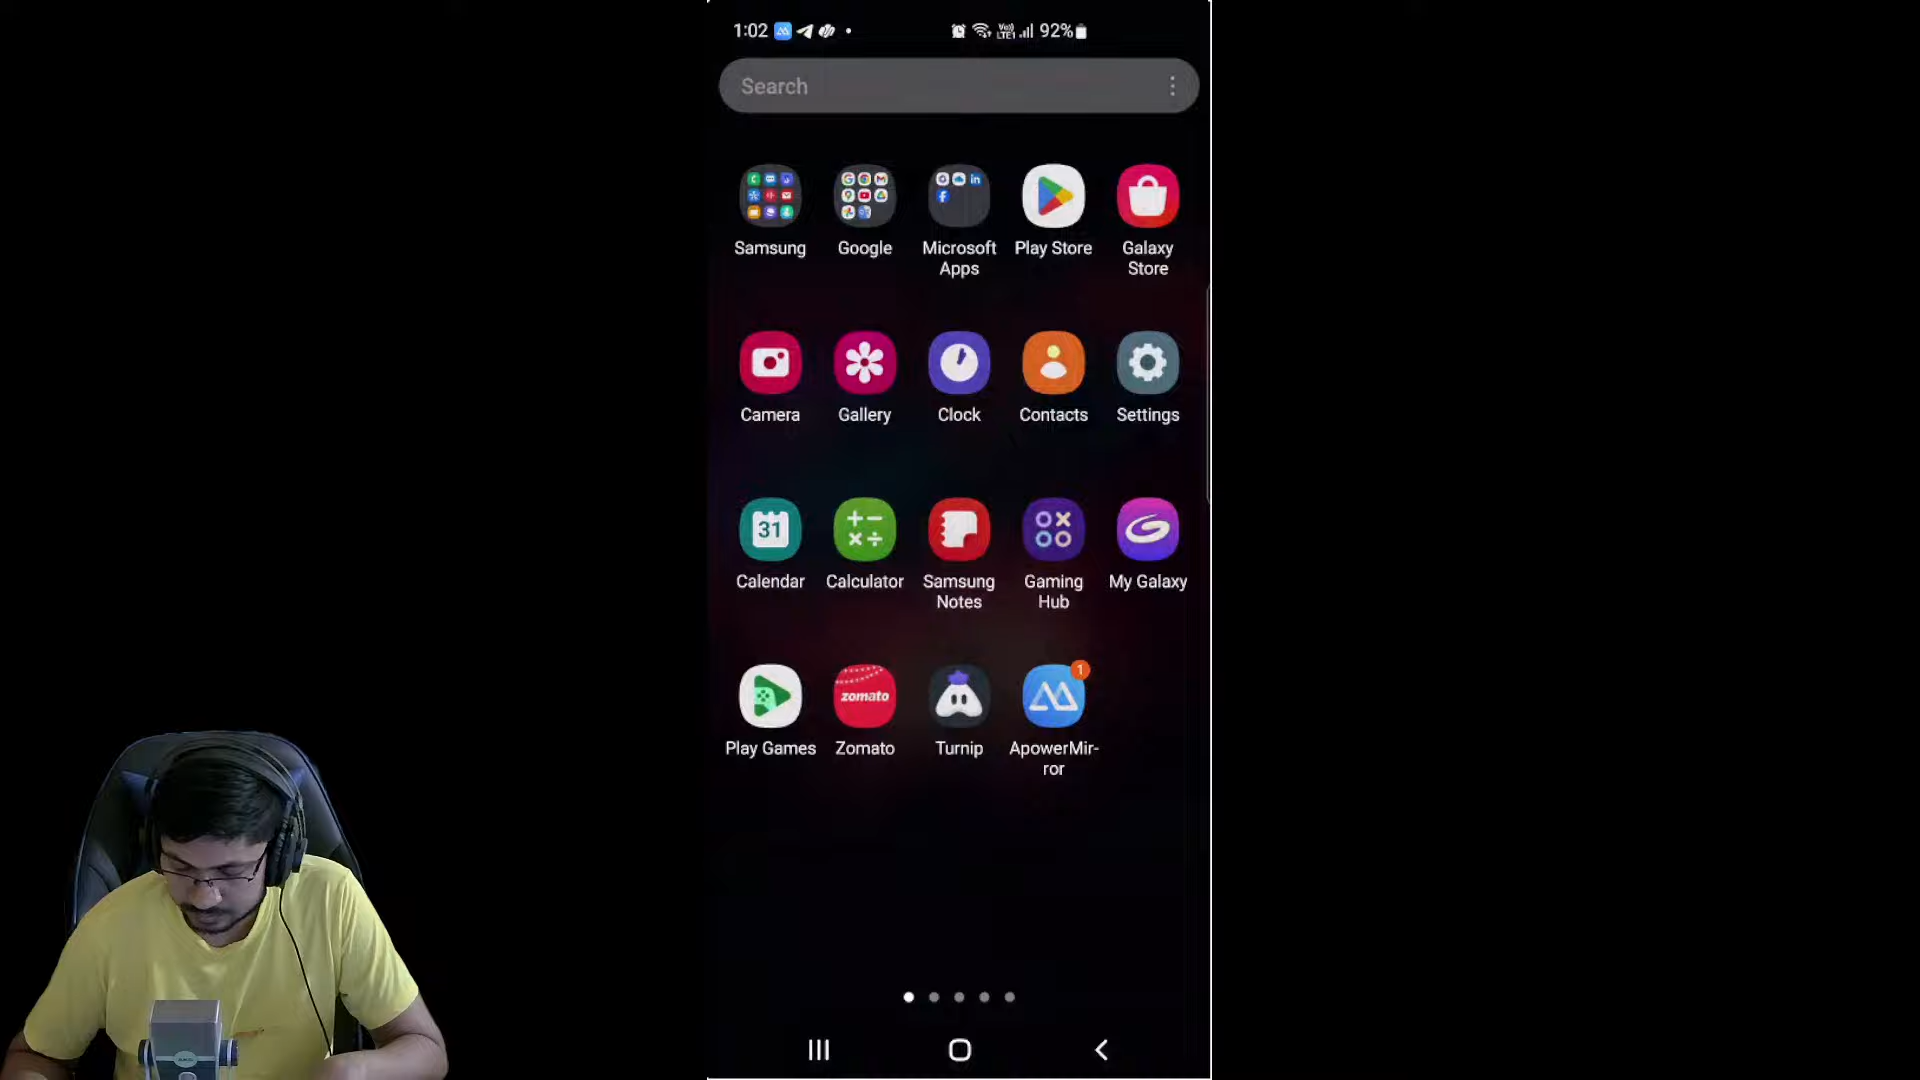 1:02 92%
Search
Samsung Google Microsoft Apps Play Store Galaxy Store
Camera Gallery Clock Contacts Settings
31
Calendar Calculator Samsung Notes Gaming Hub My Galaxy
zomato
1
Play Games Zomato Turnip ApowerMir-
ror